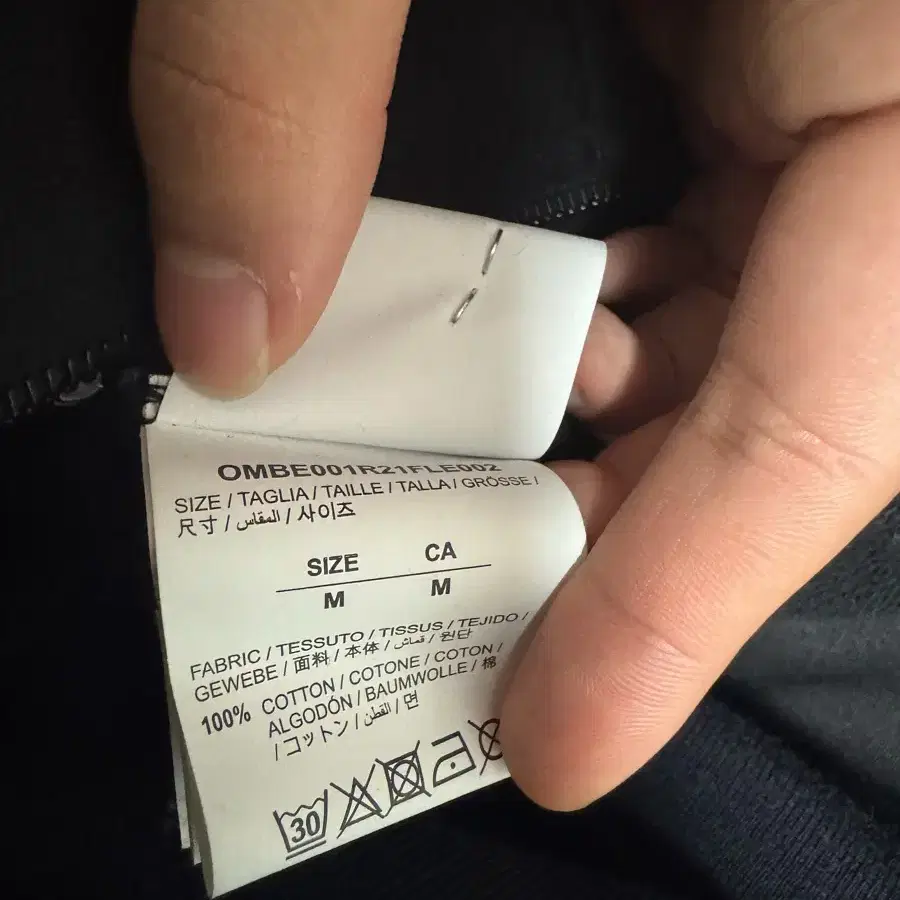 OMBE001R21FLE002
SIZE / TAGLIA / TAILLE / TALLA / GRÖSSE /
尺寸 / المقاس / 사이즈
SIZE CA
M M
FABRIC / TESSUTO / TISSUS / TEJIDO /
GEWEBE / 面料 / 本体 / قماش / 원단
100% COTTON / COTONE / COTON /
ALGODÓN / BAUMWOLLE / 棉
/ コットン / القطن / 면
30